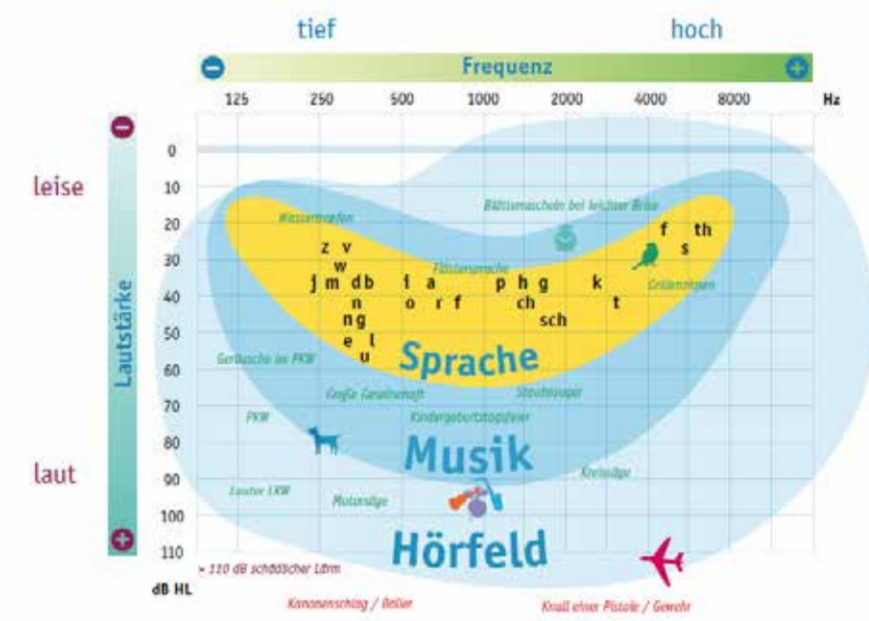 tief hoch
Frequenz
125 250 500 1000 2000 4000 8000 Hz
leise
laut
Lautstärke
0
10
20
30
40
50
60
70
80
90
100
110
dB HL
Wassertropfen
Blätterrascheln bei leichter Brise
f th
z v
s
w
Flüstersprache
j m d b i a p h g k
Grillenzirpen
n o r f ch t
n g sch
e l
u
Sprache
Geräusche im PKW
Große Gesellschaft
Staubsauger
PKW
Kindergeburtstagsfeier
Musik
Kreissäge
Lauter LKW
Motorsäge
Hörfeld
> 110 dB schädlicher Lärm
Kanonenschlag / Böller
Knall einer Pistole / Gewehr